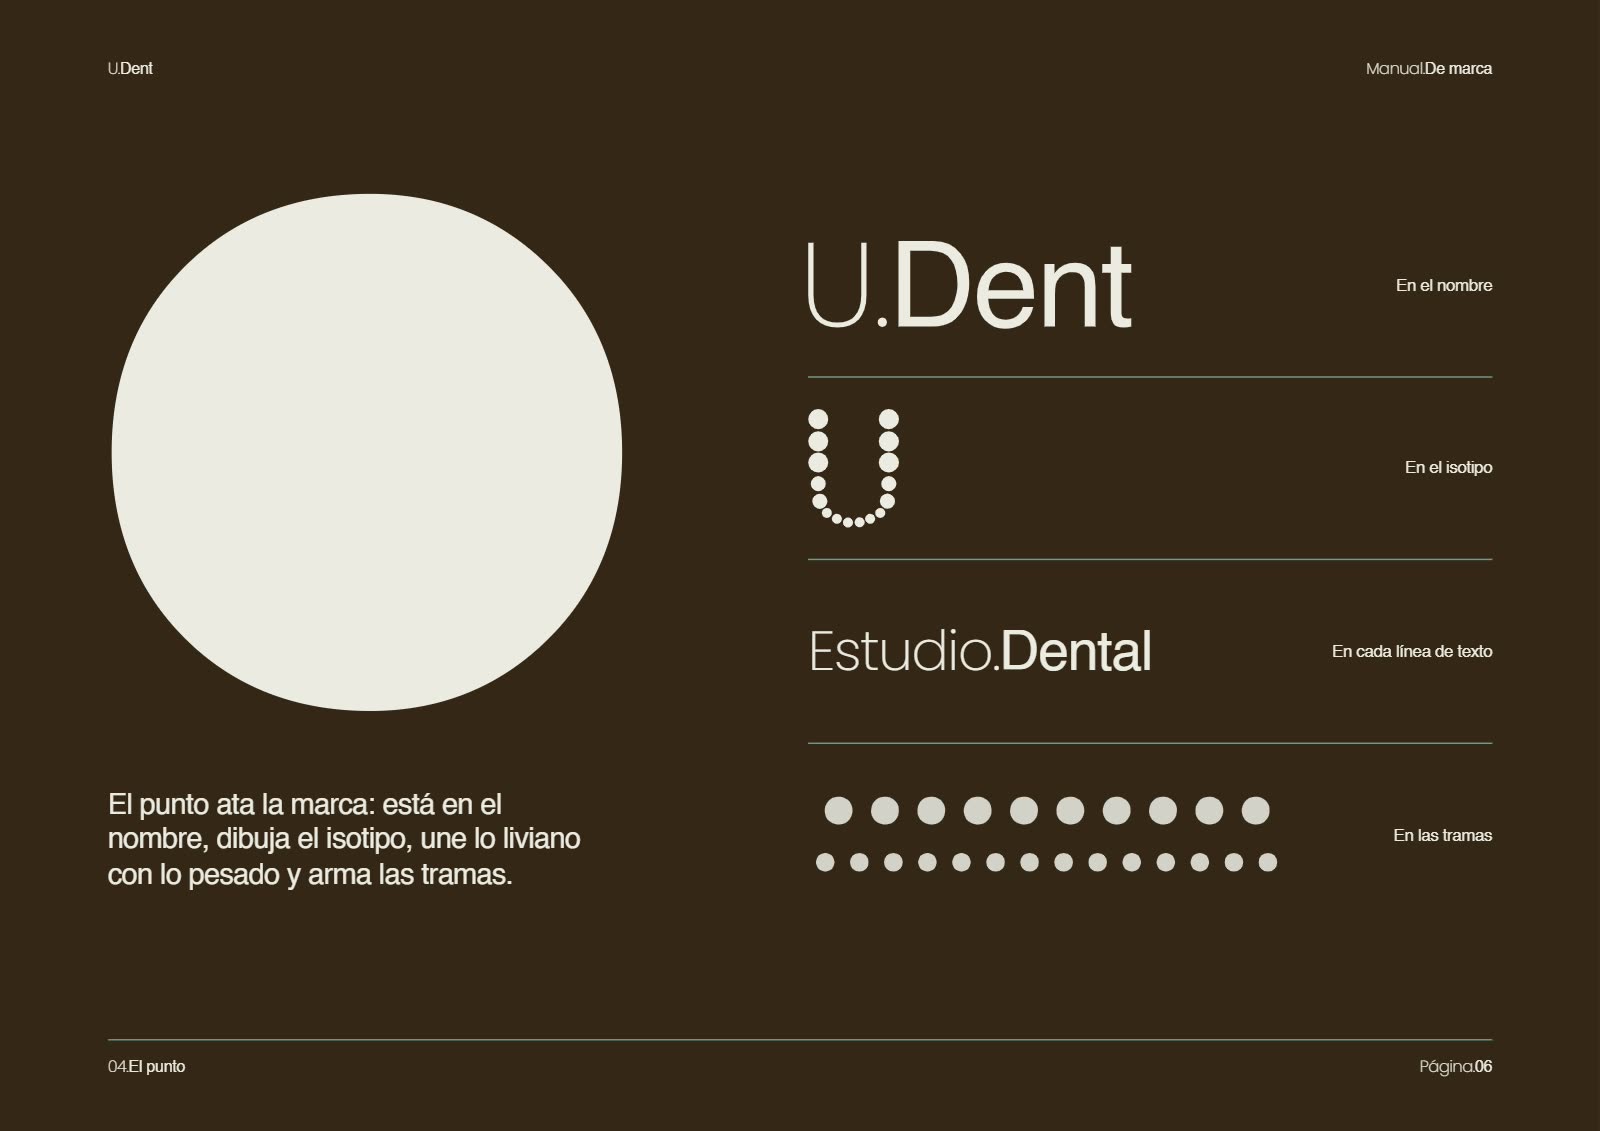 U.Dent
Manual.De marca
U.Dent
En el nombre
U
En el isotipo
Estudio.Dental
En cada línea de texto
En las tramas
El punto ata la marca: está en el
nombre, dibuja el isotipo, une lo liviano
con lo pesado y arma las tramas.
04.El punto
Página.06